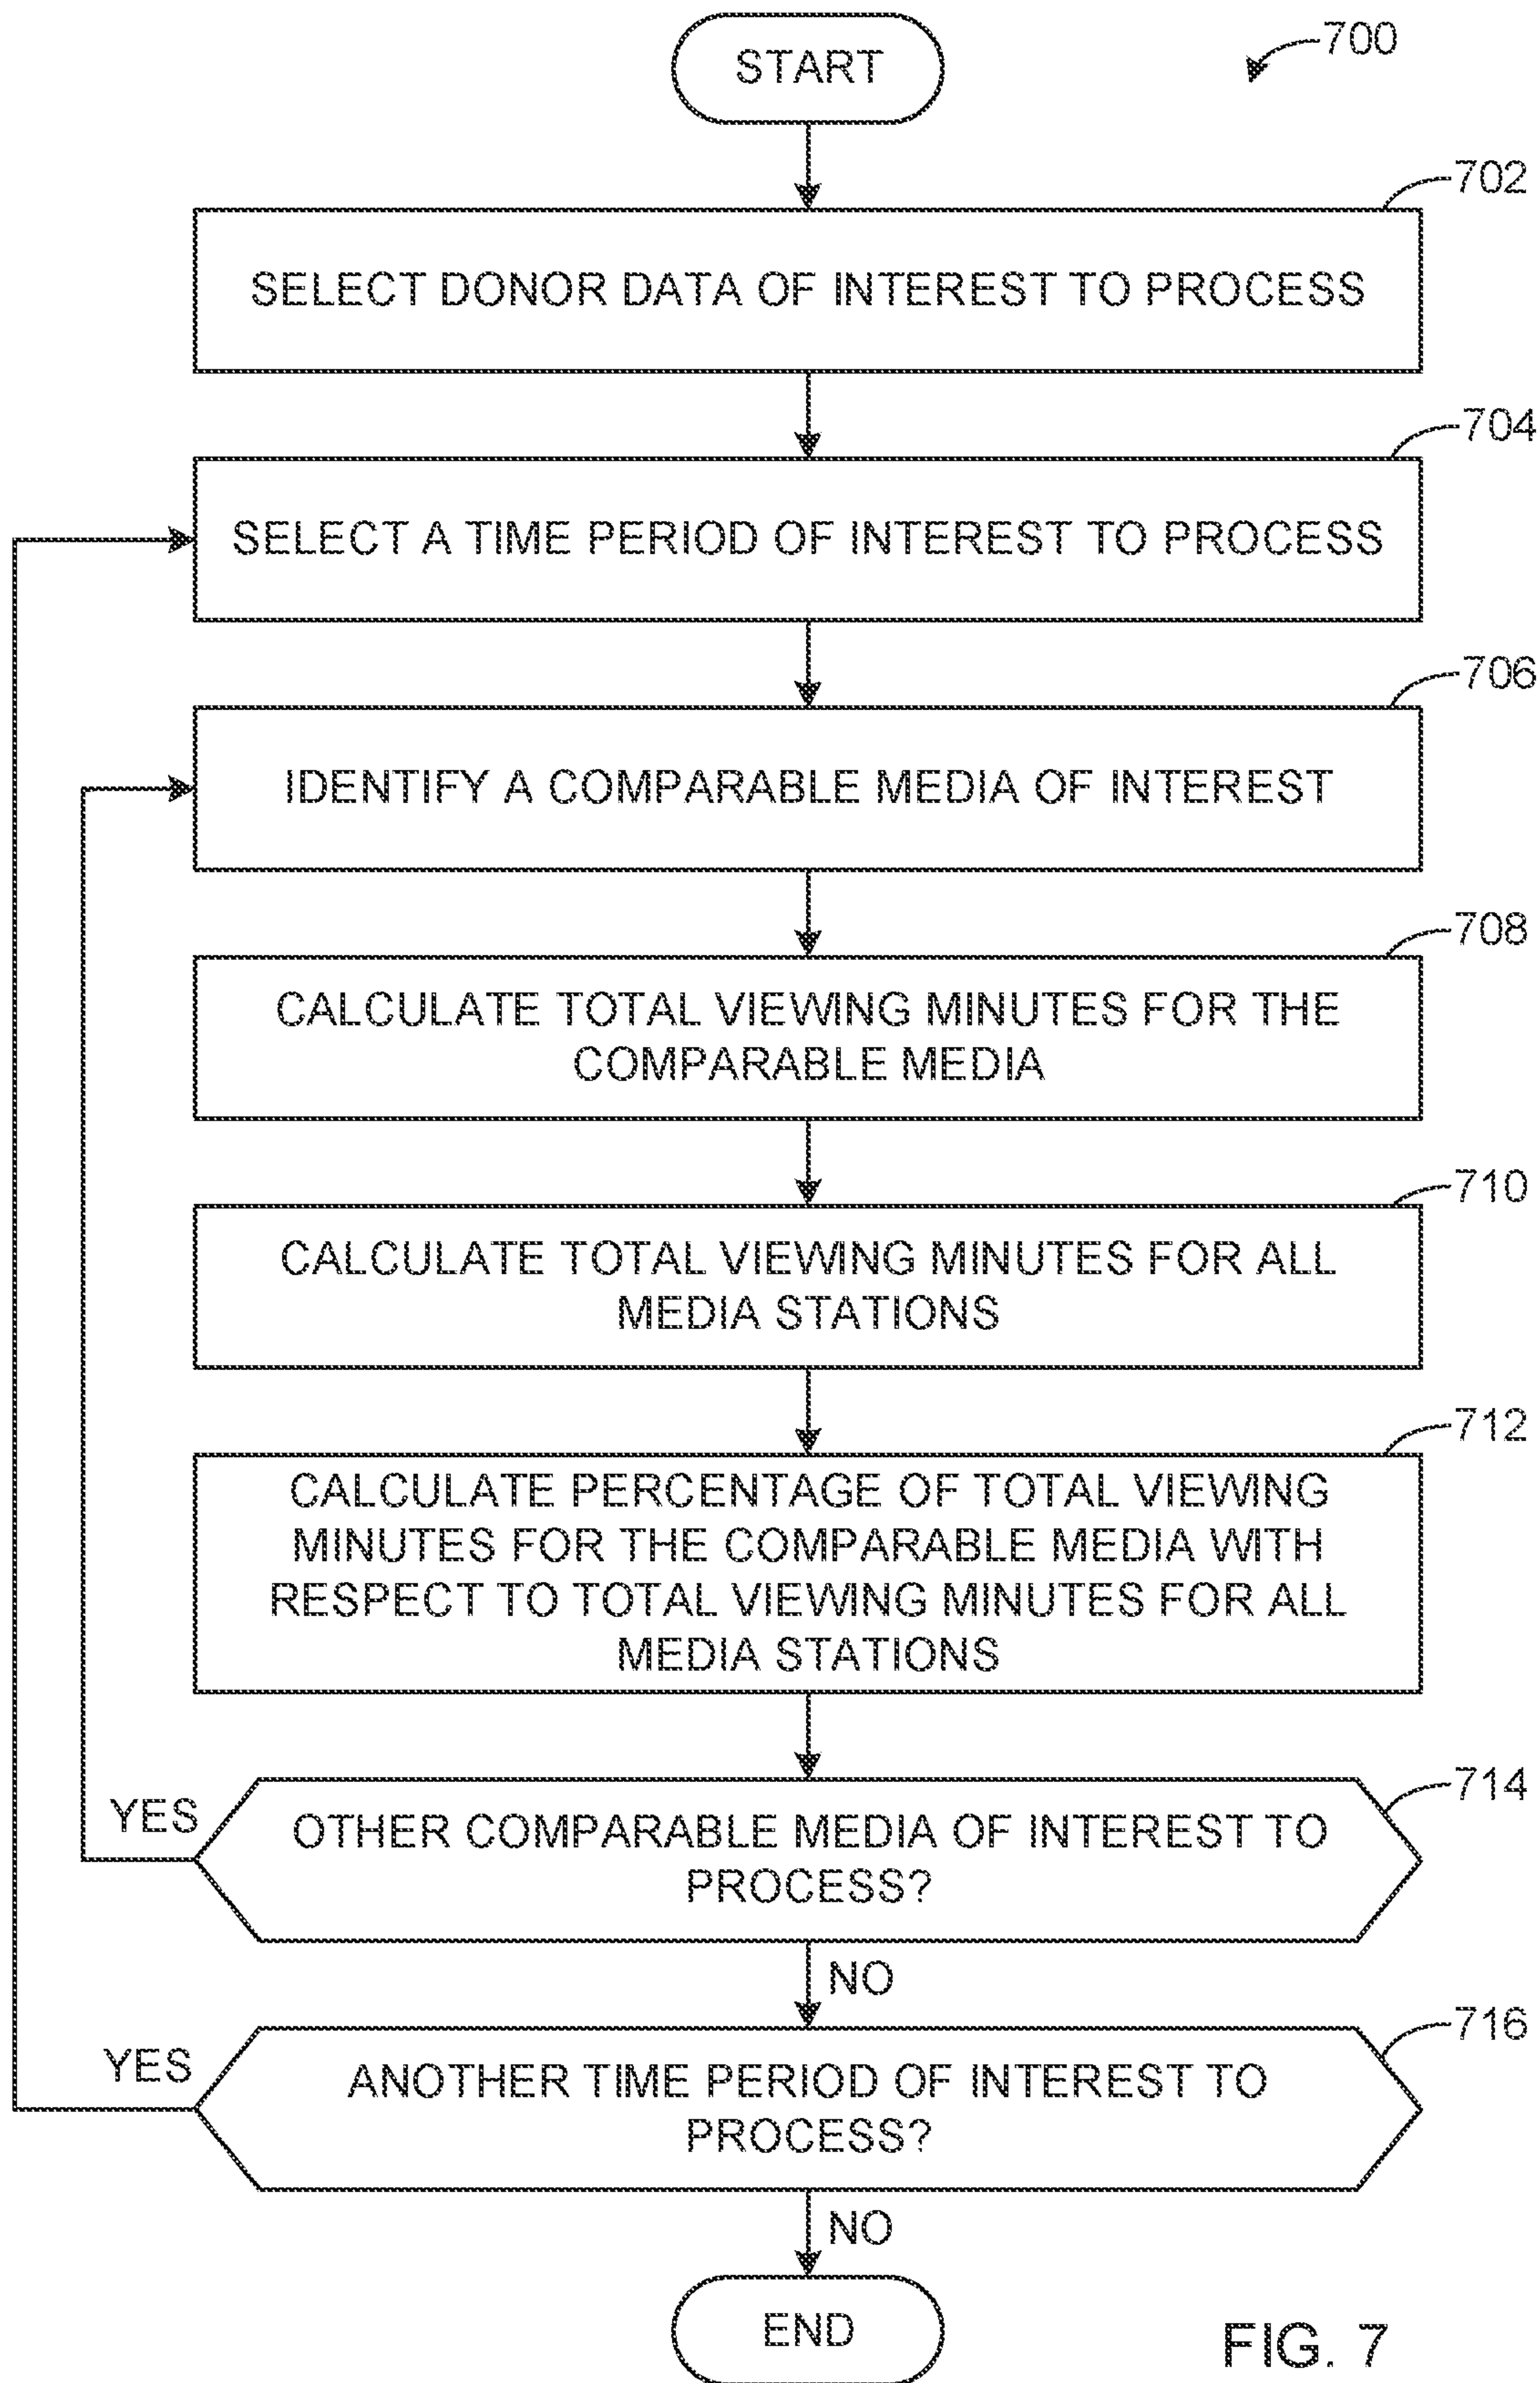 START
700
702
SELECT DONOR DATA OF INTEREST TO PROCESS
704
SELECT A TIME PERIOD OF INTEREST TO PROCESS
706
IDENTIFY A COMPARABLE MEDIA OF INTEREST
708
CALCULATE TOTAL VIEWING MINUTES FOR THE
COMPARABLE MEDIA
710
CALCULATE TOTAL VIEWING MINUTES FOR ALL
MEDIA STATIONS
712
CALCULATE PERCENTAGE OF TOTAL VIEWING
MINUTES FOR THE COMPARABLE MEDIA WITH
RESPECT TO TOTAL VIEWING MINUTES FOR ALL
MEDIA STATIONS
714
YES
OTHER COMPARABLE MEDIA OF INTEREST TO
PROCESS?
NO
716
YES
ANOTHER TIME PERIOD OF INTEREST TO
PROCESS?
NO
END
FIG. 7